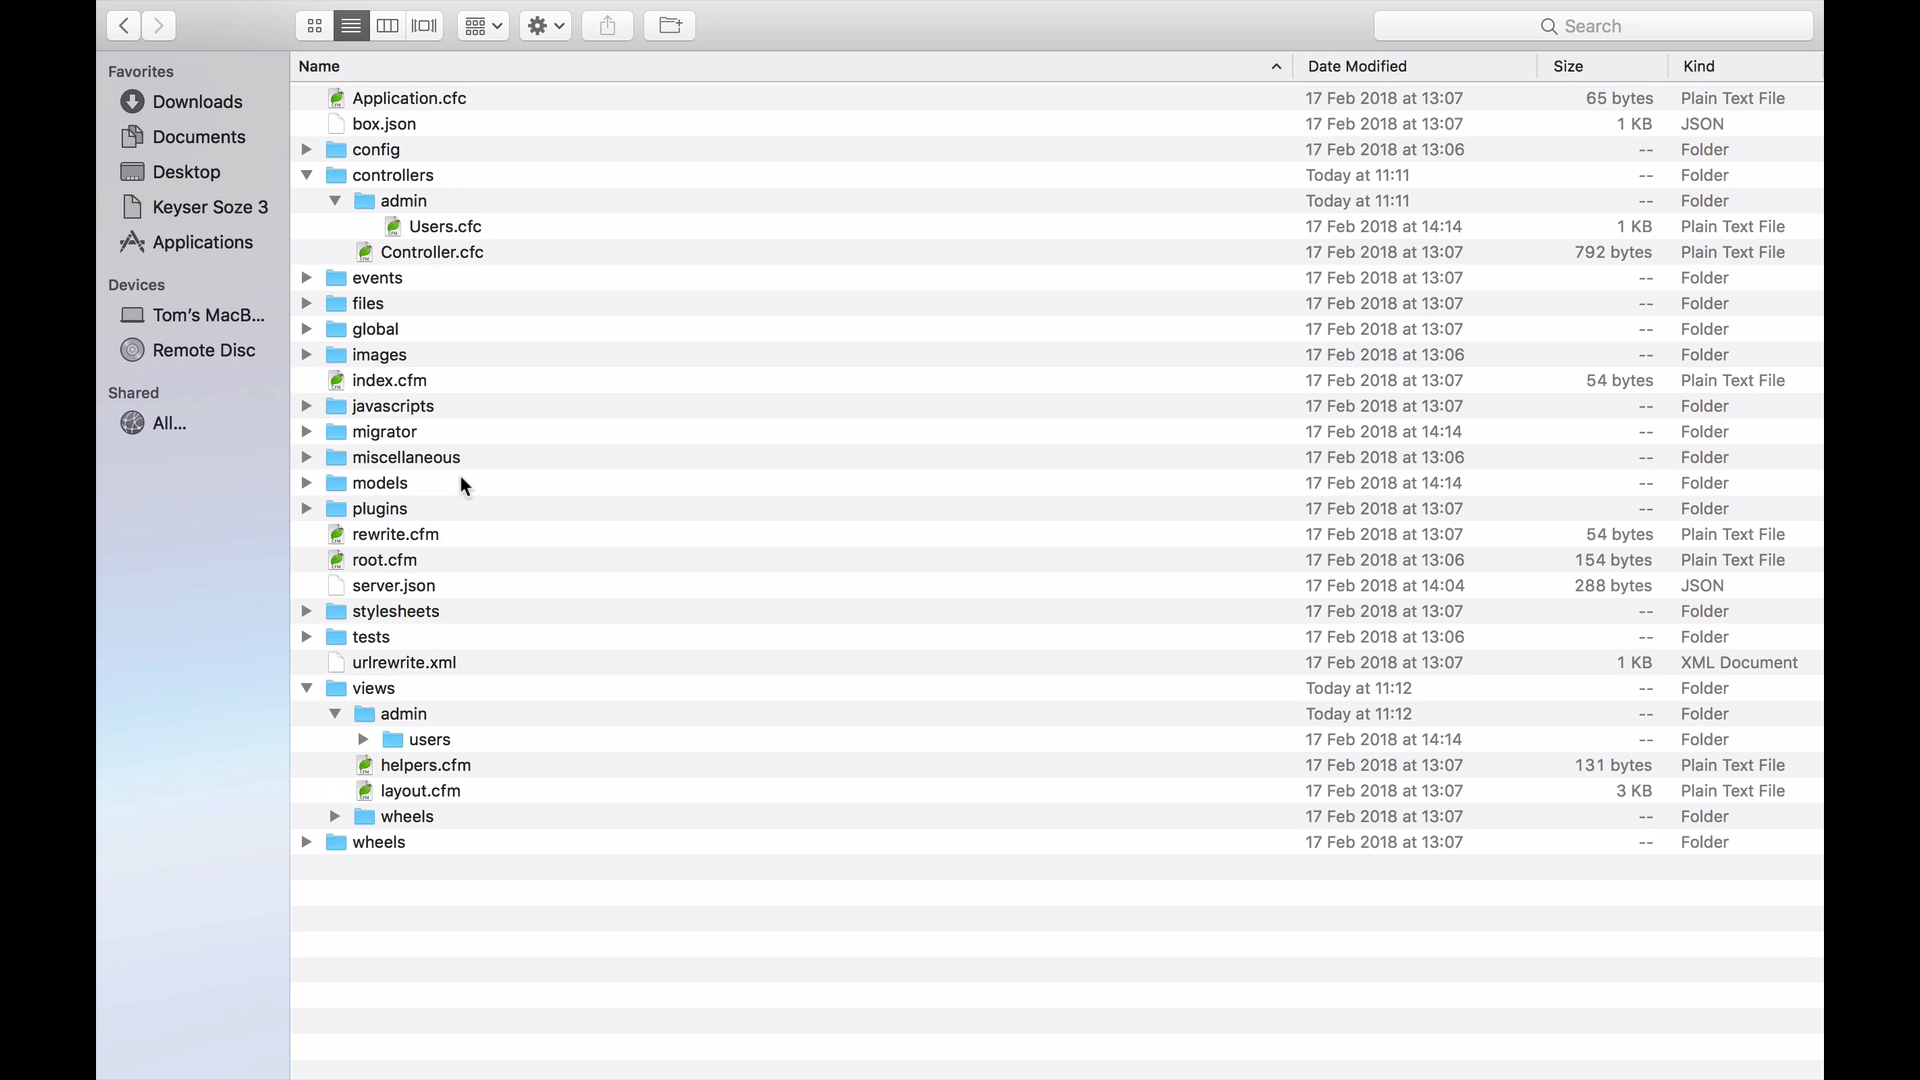 Search
Favorites
Downloads
Documents
Desktop
Keyser Soze 3
Applications
Devices
Tom's MacB...
Remote Disc
Shared
All...
Name Date Modified Size Kind
Application.cfc 17 Feb 2018 at 13:07 65 bytes Plain Text File
box.json 17 Feb 2018 at 13:07 1 KB JSON
config 17 Feb 2018 at 13:06 -- Folder
controllers Today at 11:11 -- Folder
admin Today at 11:11 -- Folder
Users.cfc 17 Feb 2018 at 14:14 1 KB Plain Text File
Controller.cfc 17 Feb 2018 at 13:07 792 bytes Plain Text File
events 17 Feb 2018 at 13:07 -- Folder
files 17 Feb 2018 at 13:07 -- Folder
global 17 Feb 2018 at 13:07 -- Folder
images 17 Feb 2018 at 13:06 -- Folder
index.cfm 17 Feb 2018 at 13:07 54 bytes Plain Text File
javascripts 17 Feb 2018 at 13:07 -- Folder
migrator 17 Feb 2018 at 14:14 -- Folder
miscellaneous 17 Feb 2018 at 13:06 -- Folder
models 17 Feb 2018 at 14:14 -- Folder
plugins 17 Feb 2018 at 13:07 -- Folder
rewrite.cfm 17 Feb 2018 at 13:07 54 bytes Plain Text File
root.cfm 17 Feb 2018 at 13:06 154 bytes Plain Text File
server.json 17 Feb 2018 at 14:04 288 bytes JSON
stylesheets 17 Feb 2018 at 13:07 -- Folder
tests 17 Feb 2018 at 13:06 -- Folder
urlrewrite.xml 17 Feb 2018 at 13:07 1 KB XML Document
views Today at 11:12 -- Folder
admin Today at 11:12 -- Folder
users 17 Feb 2018 at 14:14 -- Folder
helpers.cfm 17 Feb 2018 at 13:07 131 bytes Plain Text File
layout.cfm 17 Feb 2018 at 13:07 3 KB Plain Text File
wheels 17 Feb 2018 at 13:07 -- Folder
wheels 17 Feb 2018 at 13:07 -- Folder